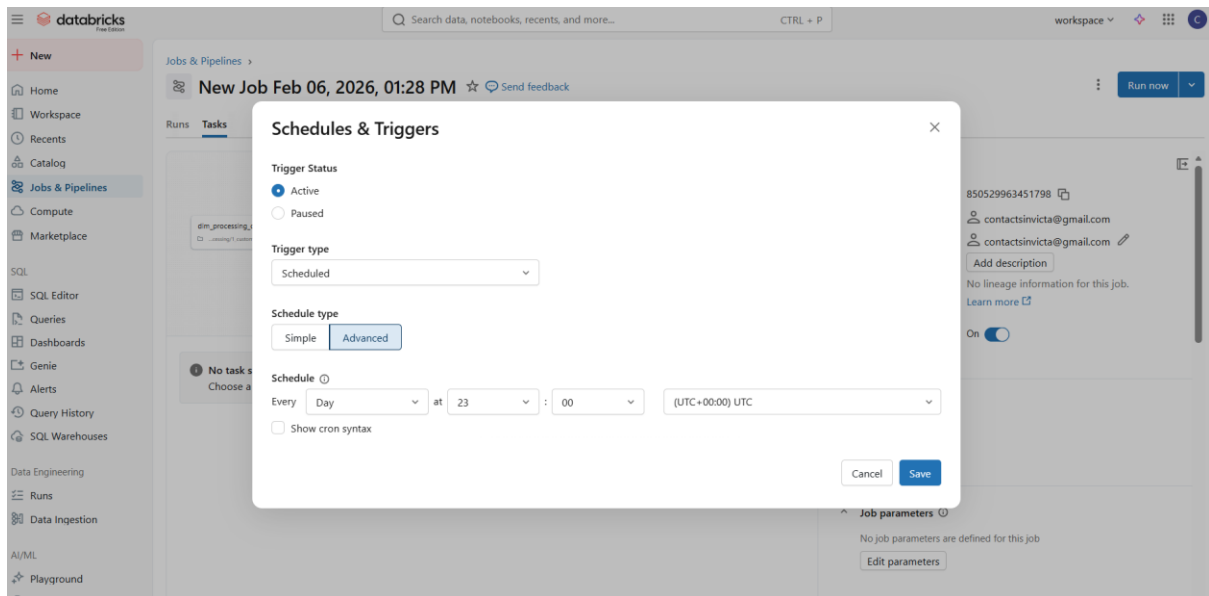 databricks
Free Edition
Search data, notebooks, recents, and more...
CTRL + P
workspace
C
New
Home
Workspace
Recents
Catalog
Jobs & Pipelines
Compute
Marketplace
SQL
SQL Editor
Queries
Dashboards
Genie
Alerts
Query History
SQL Warehouses
Data Engineering
Runs
Data Ingestion
AI/ML
Playground
Jobs & Pipelines
New Job Feb 06, 2026, 01:28 PM
Send feedback
Run now
Runs
Tasks
dim_processing_
No task s
Choose a
Schedules & Triggers
Trigger Status
Active
Paused
Trigger type
Scheduled
Schedule type
Simple
Advanced
Schedule
Every Day at 23 : 00 (UTC+00:00) UTC
Show cron syntax
Cancel
Save
850529963451798
contactsinvicta@gmail.com
contactsinvicta@gmail.com
Add description
No lineage information for this job.
Learn more
On
Job parameters
No job parameters are defined for this job
Edit parameters